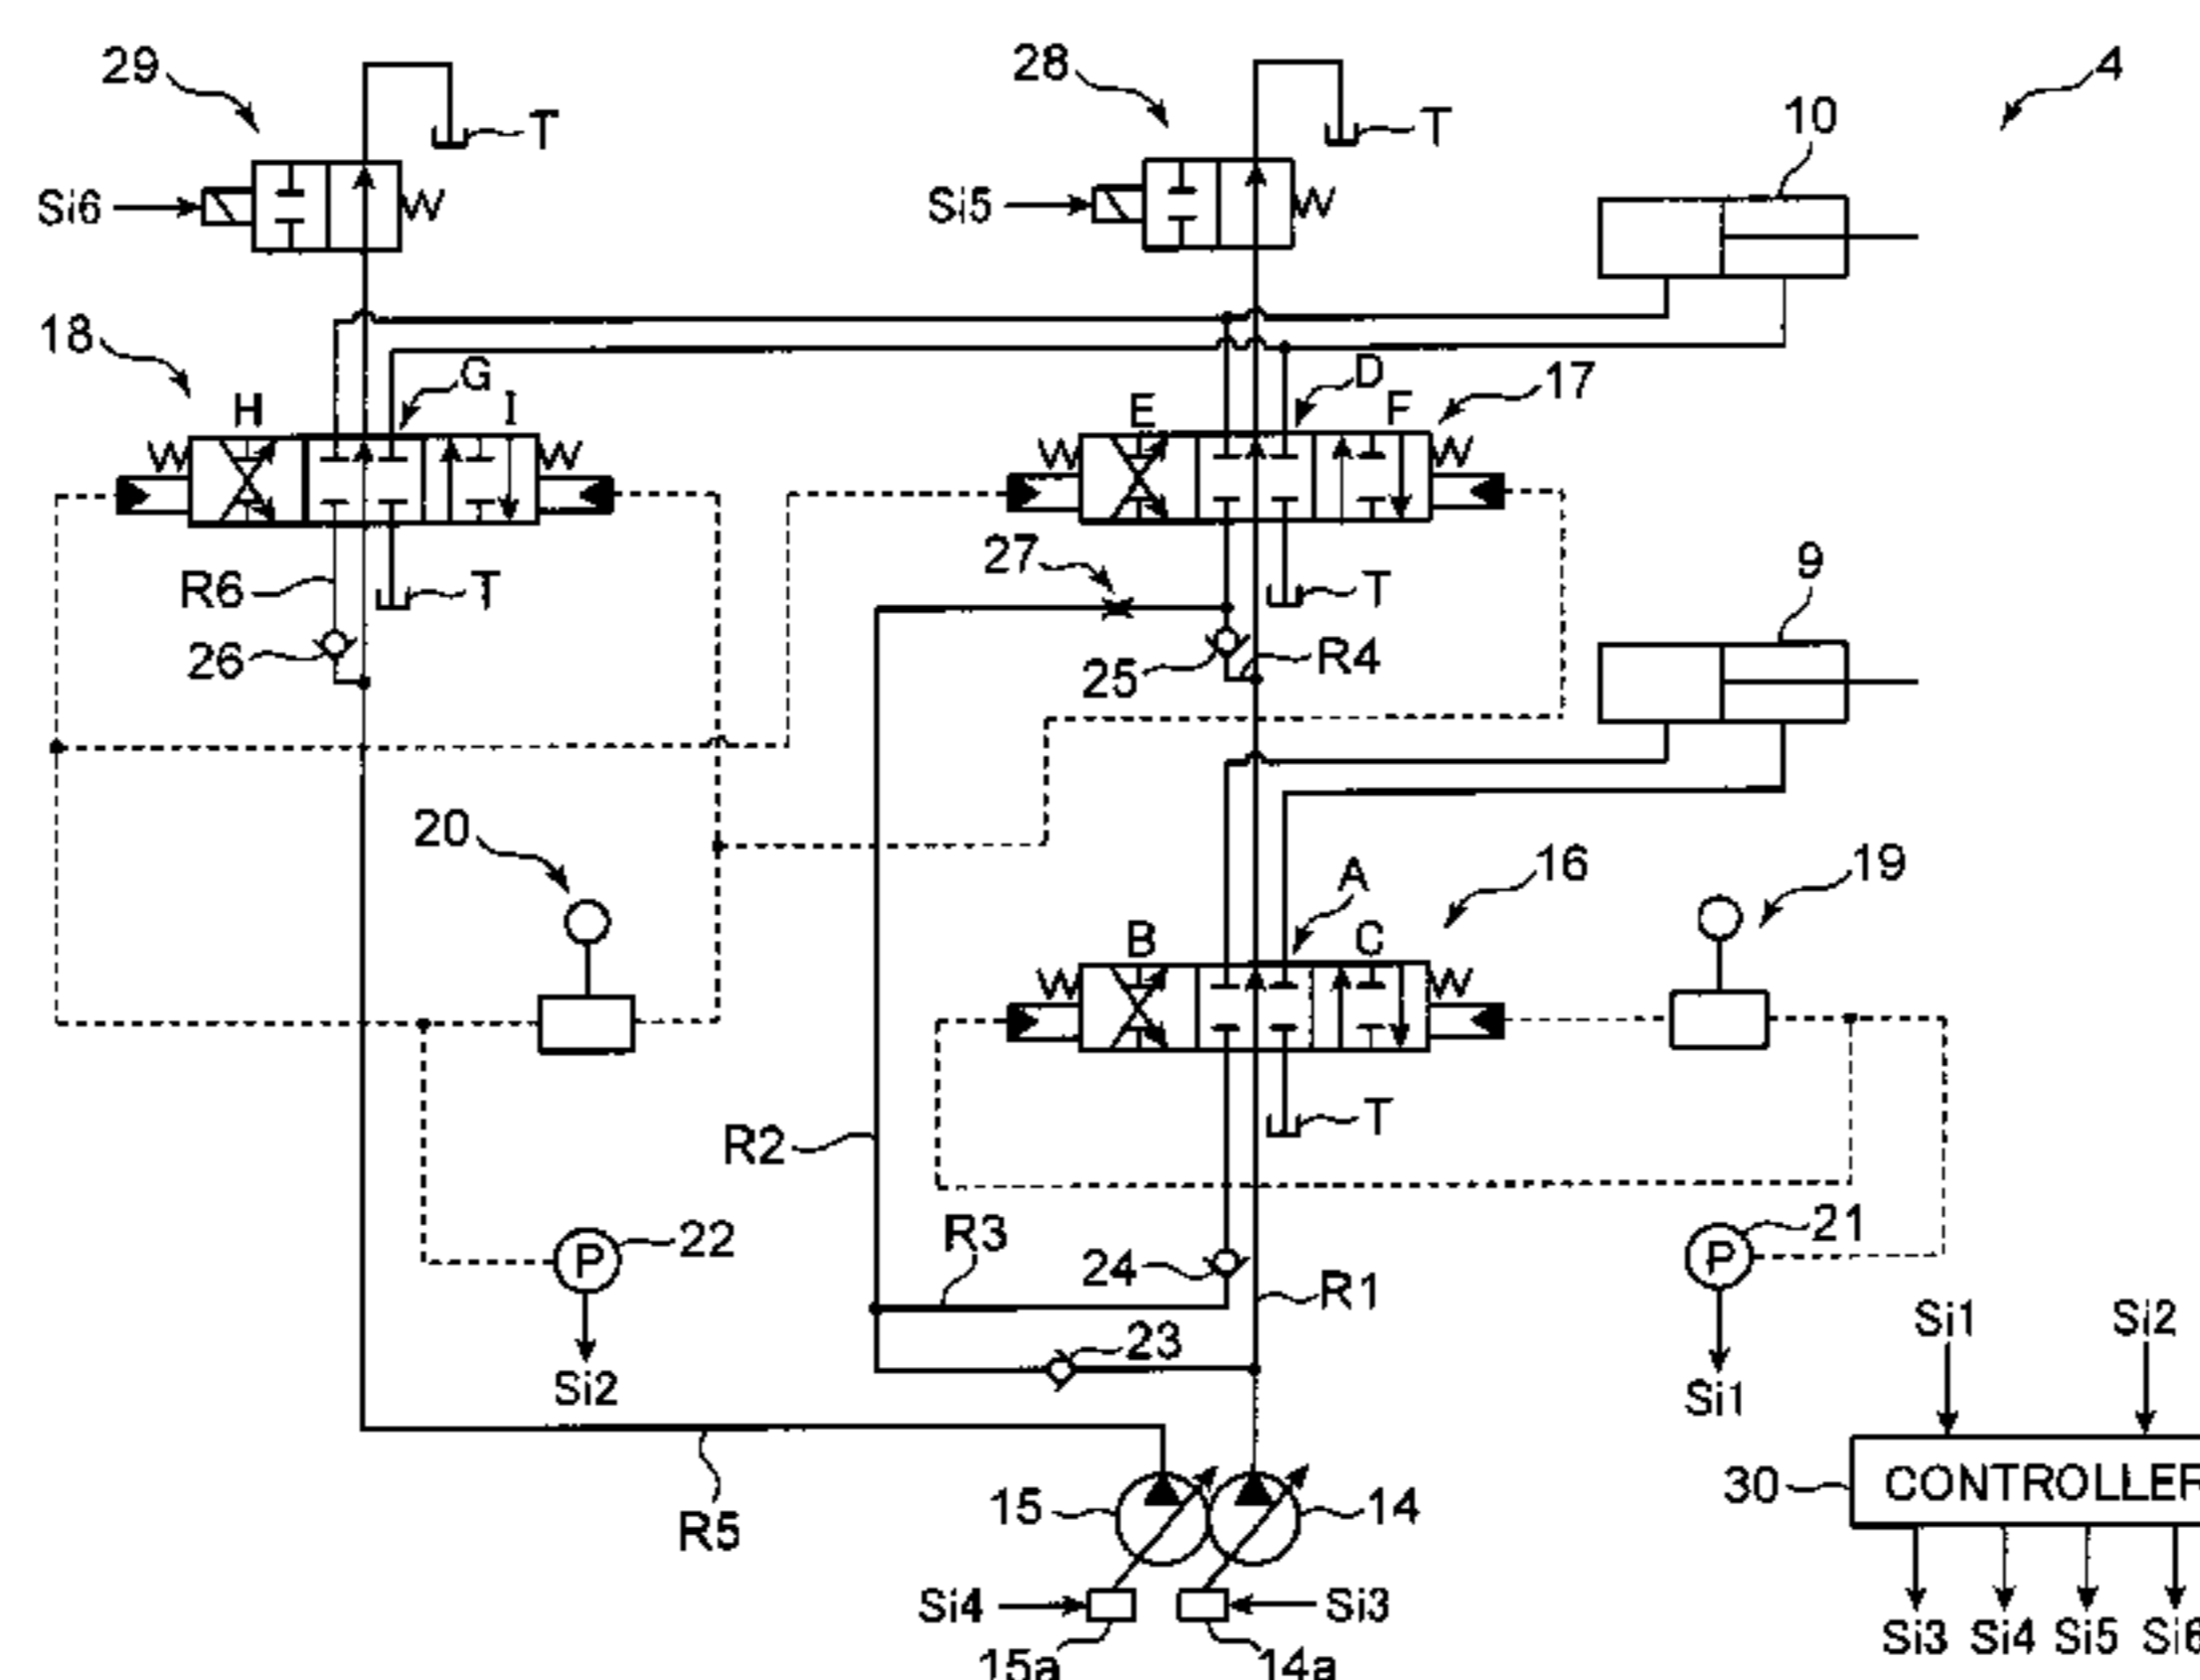 29
28
4
T
T
10
Si6
W
Si5
W
18
G
D
17
H
I
E
F
W
W
W
W
27
9
R6
T
T
26
25
R4
20
A
16
19
B
C
W
W
R2
T
R3
22
P
24
21
P
R1
23
Si1
Si2
Si2
Si1
30
CONTROLLER
15
14
R5
Si4
Si3
Si3 Si4 Si5 Si6
15a
14a